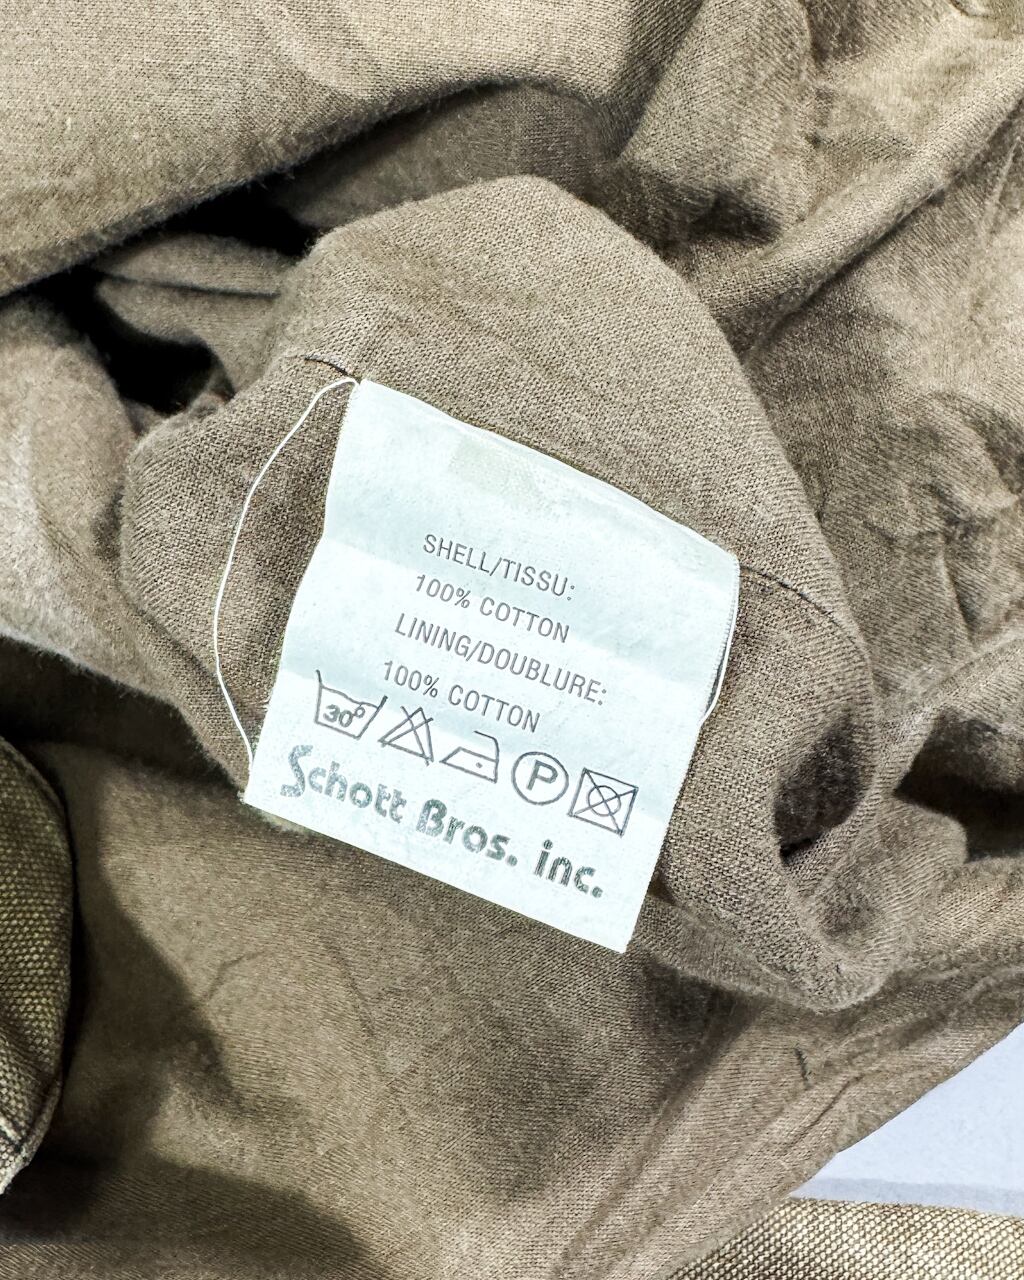 SHELL/TISSU:
100% COTTON
LINING/DOUBLURE:
100% COTTON
30° P
Schott Bros. inc.